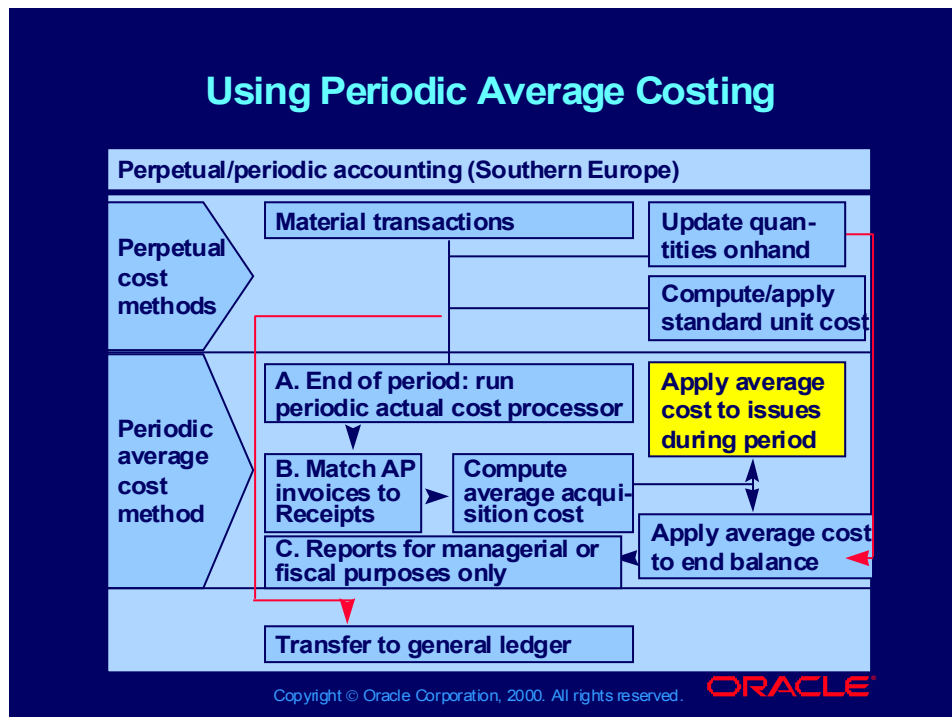 Using Periodic Average Costing
Perpetual/periodic accounting (Southern Europe)
Perpetual
cost
methods
Material transactions
Update quan-
tities onhand
Compute/apply
standard unit cost
Periodic
average
cost
method
A. End of period: run
periodic actual cost processor
Apply average
cost to issues
during period
B. Match AP
invoices to
Receipts
Compute
average acqui-
sition cost
Apply average cost
to end balance
C. Reports for managerial or
fiscal purposes only
Transfer to general ledger
Copyright © Oracle Corporation, 2000. All rights reserved.
ORACLE®